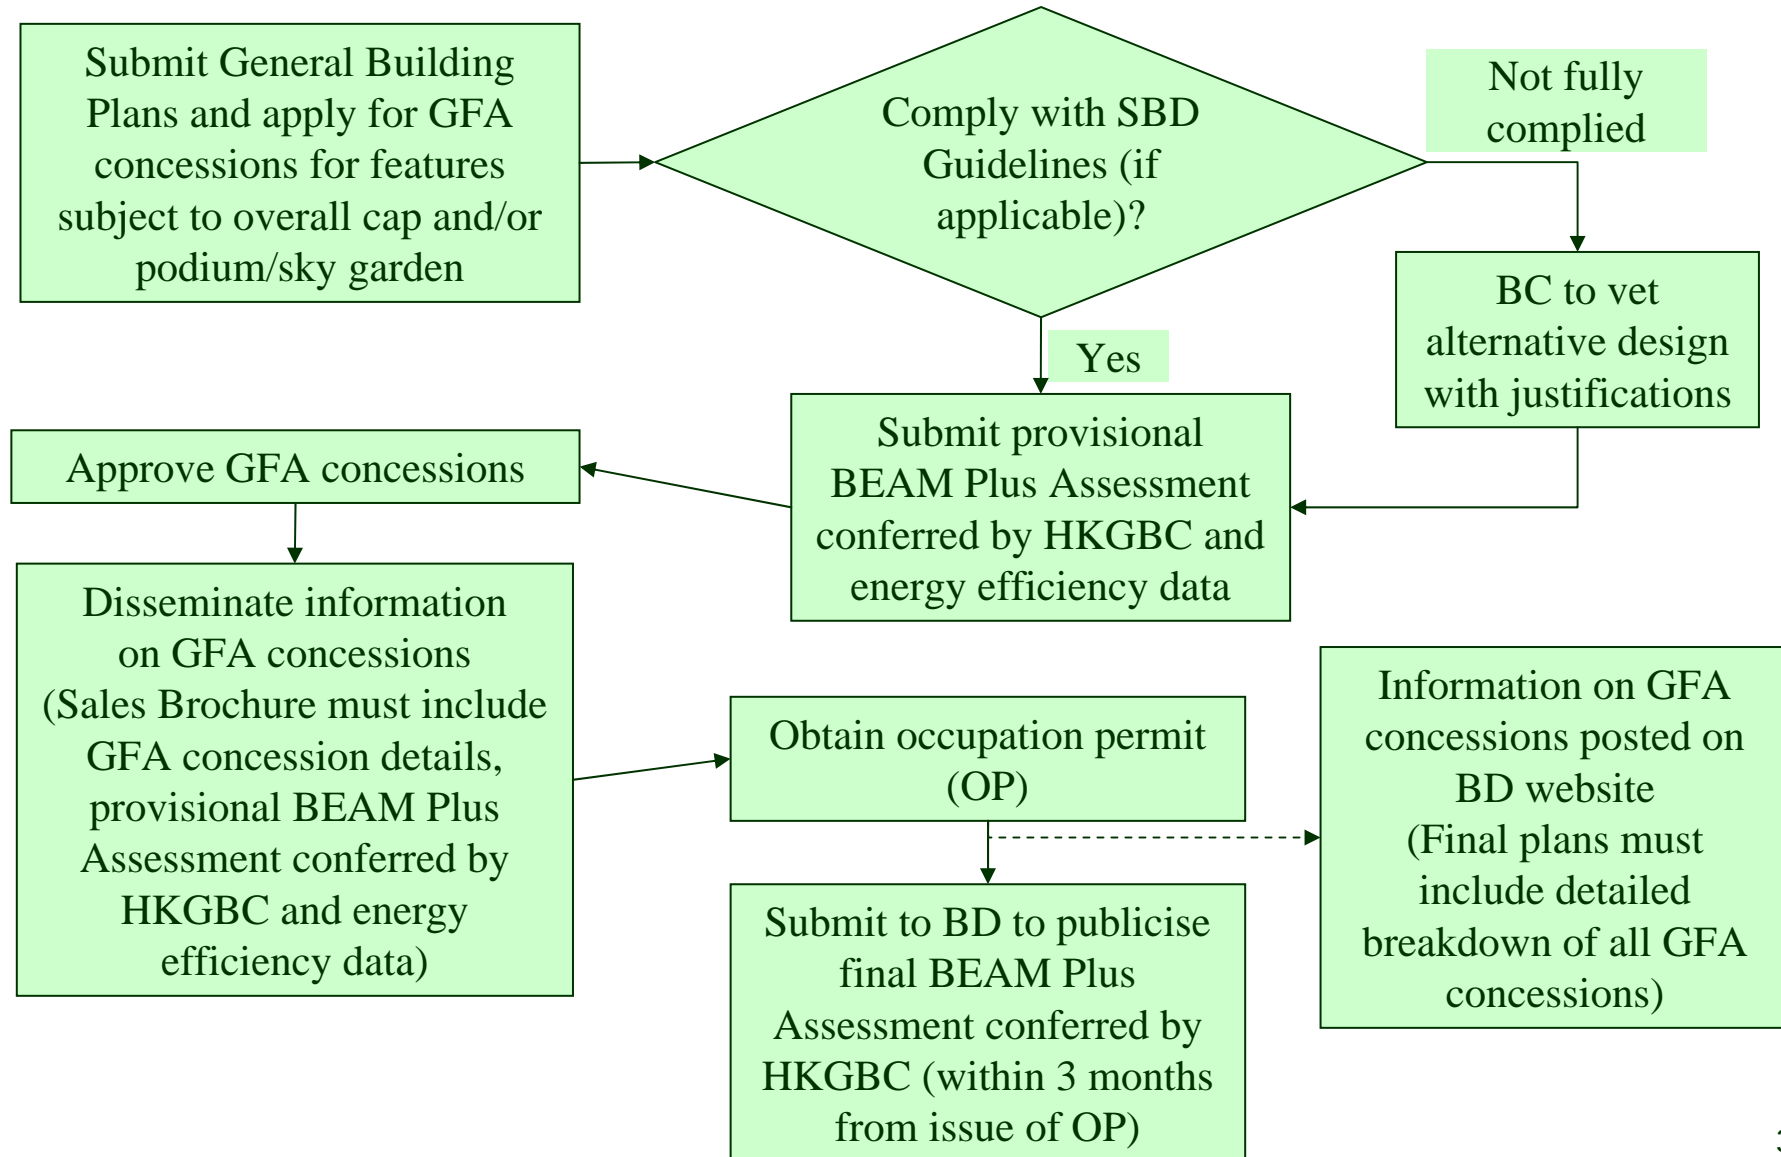 Submit General Building
Plans and apply for GFA
concessions for features
subject to overall cap and/or
podium/sky garden
Comply with SBD
Guidelines (if
applicable)?
Not fully
complied
BC to vet
alternative design
with justifications
Yes
Submit provisional
BEAM Plus Assessment
conferred by HKGBC and
energy efficiency data
Approve GFA concessions
Disseminate information
on GFA concessions
(Sales Brochure must include
GFA concession details,
provisional BEAM Plus
Assessment conferred by
HKGBC and energy
efficiency data)
Obtain occupation permit
(OP)
Information on GFA
concessions posted on
BD website
(Final plans must
include detailed
breakdown of all GFA
concessions)
Submit to BD to publicise
final BEAM Plus
Assessment conferred by
HKGBC (within 3 months
from issue of OP)